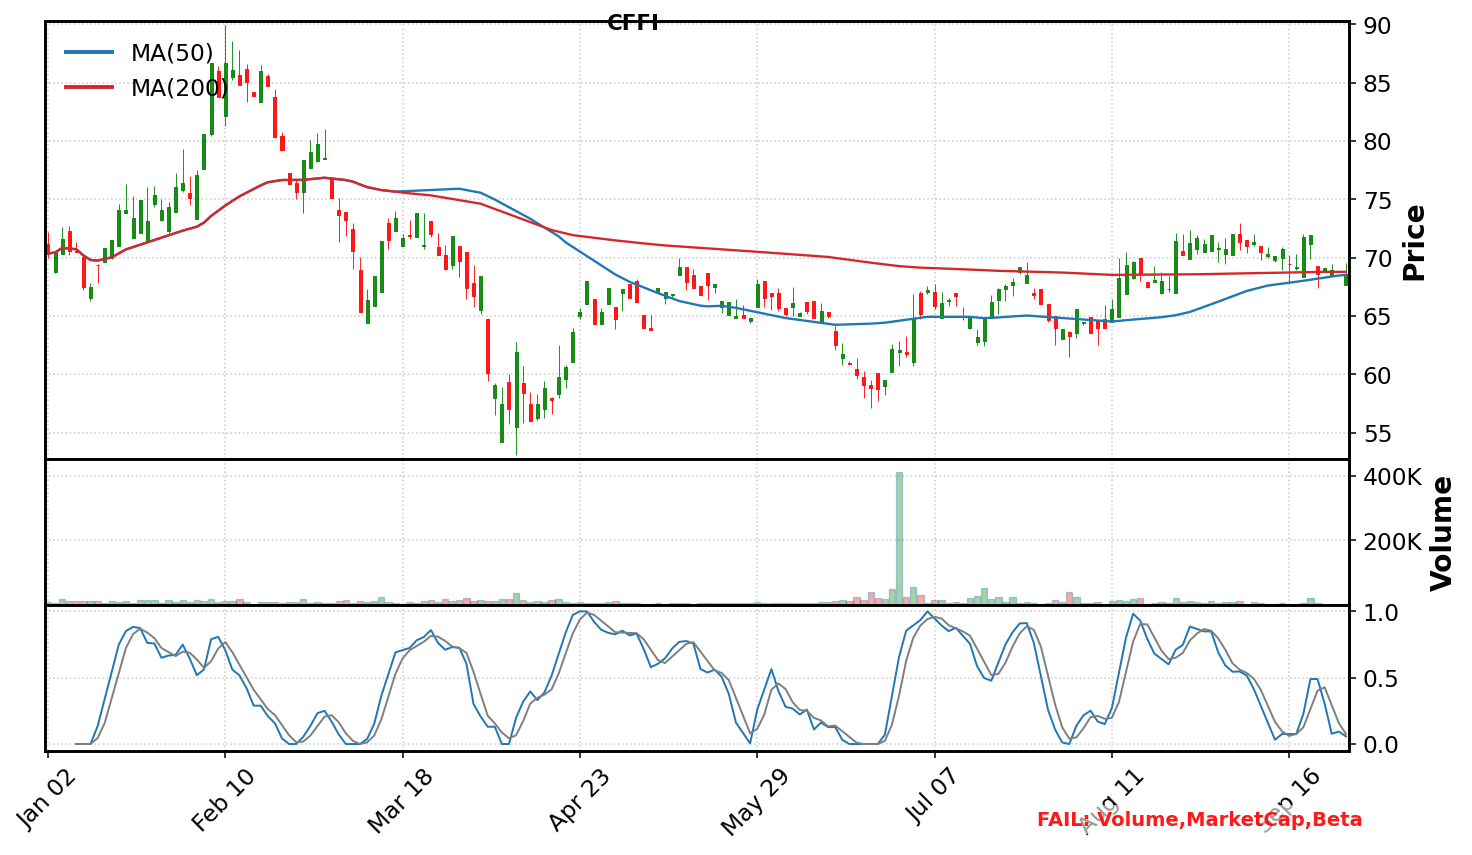 CFFI
MA(50)
MA(200)
90
85
80
75
70
65
60
55
Price
400K
200K
Volume
1.0
0.5
0.0
Jan 02
Feb 10
Mar 18
Apr 23
May 29
Jul 07
Aug 11
Sep 16
FAIL: Volume,MarketCap,Beta